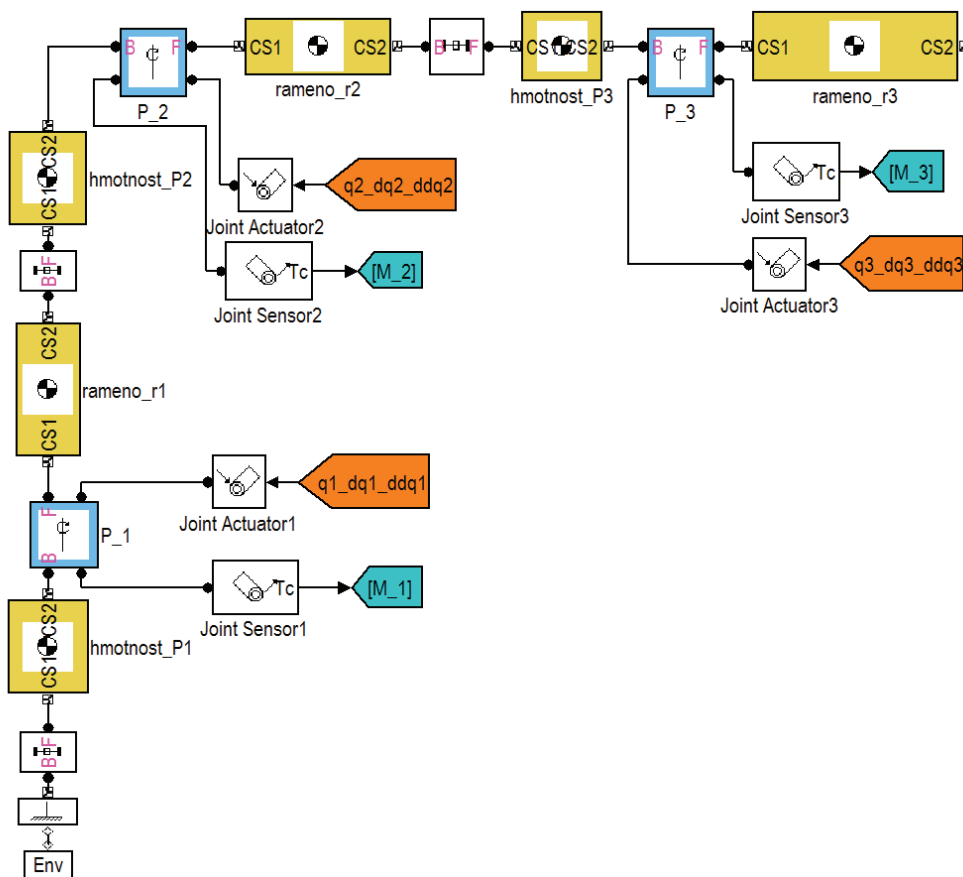 B
F
CS1
CS2
B
F
CS
CS2
B
F
CS1
CS2
P_2
rameno_r2
hmotnost_P3
P_3
rameno_r3
CS2
CS1
hmotnost_P2
q2_dq2_ddq2
Tc
[M_3]
Joint Actuator2
Joint Sensor3
F
B
Tc
[M_2]
q3_dq3_ddq3
Joint Sensor2
Joint Actuator3
CS2
CS1
rameno_r1
q1_dq1_ddq1
F
B
P_1
Joint Actuator1
Tc
[M_1]
Joint Sensor1
CS2
CS1
hmotnost_P1
F
B
Env